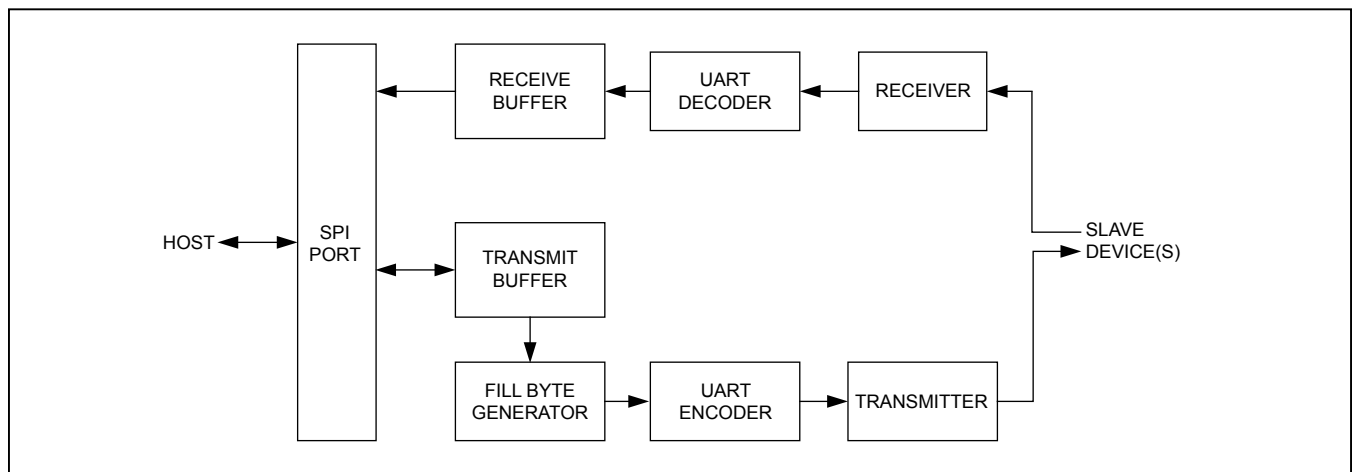 RECEIVE
BUFFER
UART
DECODER
RECEIVER
HOST
SPI
PORT
TRANSMIT
BUFFER
SLAVE
DEVICE(S)
FILL BYTE
GENERATOR
UART
ENCODER
TRANSMITTER